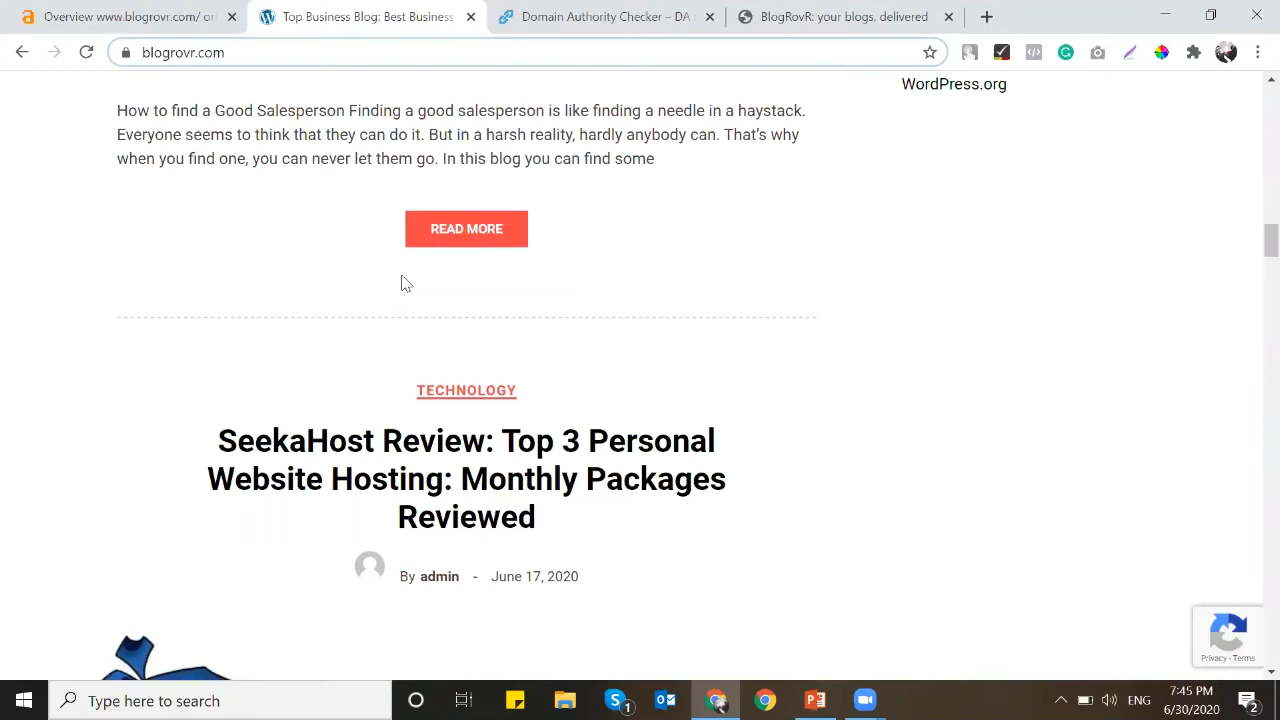 Overview www.blogrovr.com/ on
Top Business Blog: Best Business
Domain Authority Checker – DA
BlogRovR: your blogs, delivered
blogrovr.com
WordPress.org
How to find a Good Salesperson Finding a good salesperson is like finding a needle in a haystack.
Everyone seems to think that they can do it. But in a harsh reality, hardly anybody can. That's why
when you find one, you can never let them go. In this blog you can find some
READ MORE
TECHNOLOGY
SeekaHost Review: Top 3 Personal
Website Hosting: Monthly Packages
Reviewed
By admin - June 17, 2020
Privacy - Terms
Type here to search
1
ENG
7:45 PM
6/30/2020
2